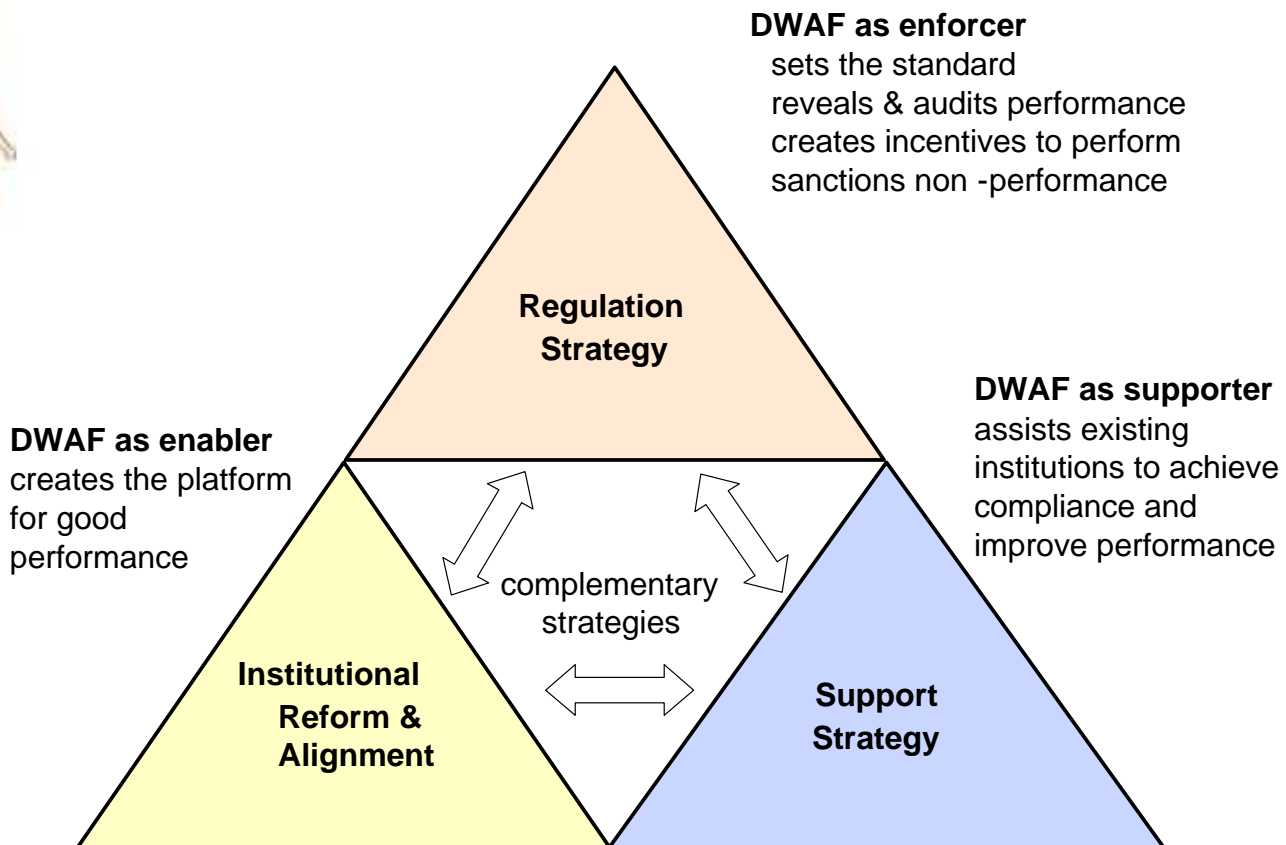 DWAF as enforcer
sets the standard
reveals & audits performance
creates incentives to perform
sanctions non -performance
Regulation
Strategy
DWAF as supporter
assists existing
institutions to achieve
compliance and
improve performance
DWAF as enabler
creates the platform
for good
performance
complementary
strategies
Institutional
Reform &
Alignment
Support
Strategy